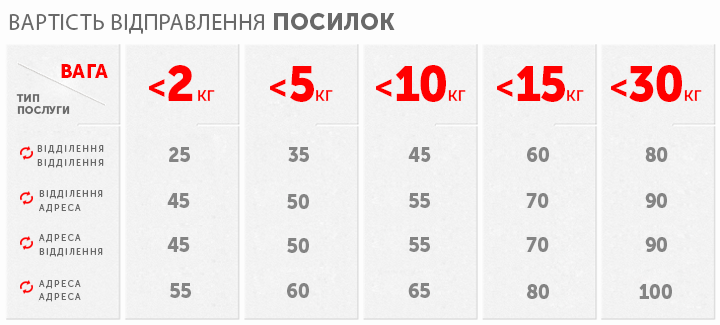 ВАРТІСТЬ ВІДПРАВЛЕННЯ ПОСИЛОК
ВАГА
ТИП
ПОСЛУГИ
<2 КГ <5 КГ <10 КГ <15 КГ <30 КГ
ВІДДІЛЕННЯ
ВІДДІЛЕННЯ
25 35 45 60 80
ВІДДІЛЕННЯ
АДРЕСА
45 50 55 70 90
АДРЕСА
ВІДДІЛЕННЯ
45 50 55 70 90
АДРЕСА
АДРЕСА
55 60 65 80 100